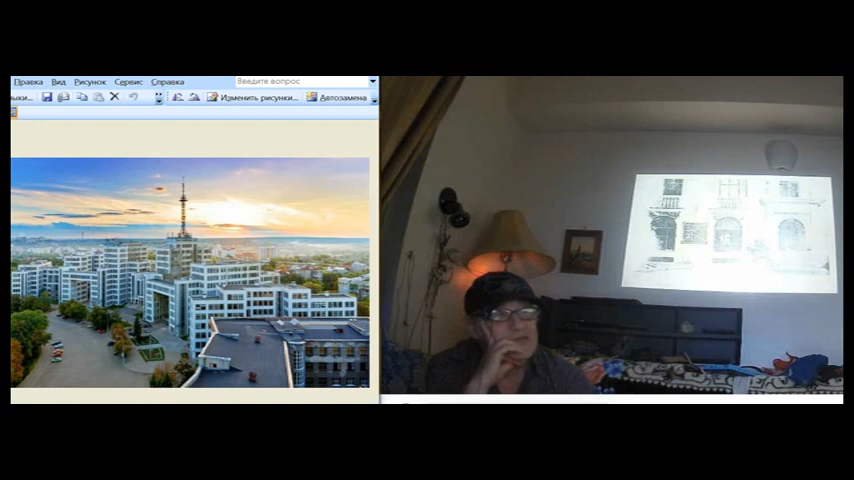 Правка Вид Рисунок Сервис Справка Введите вопрос
Изменить рисунки... Автозамена